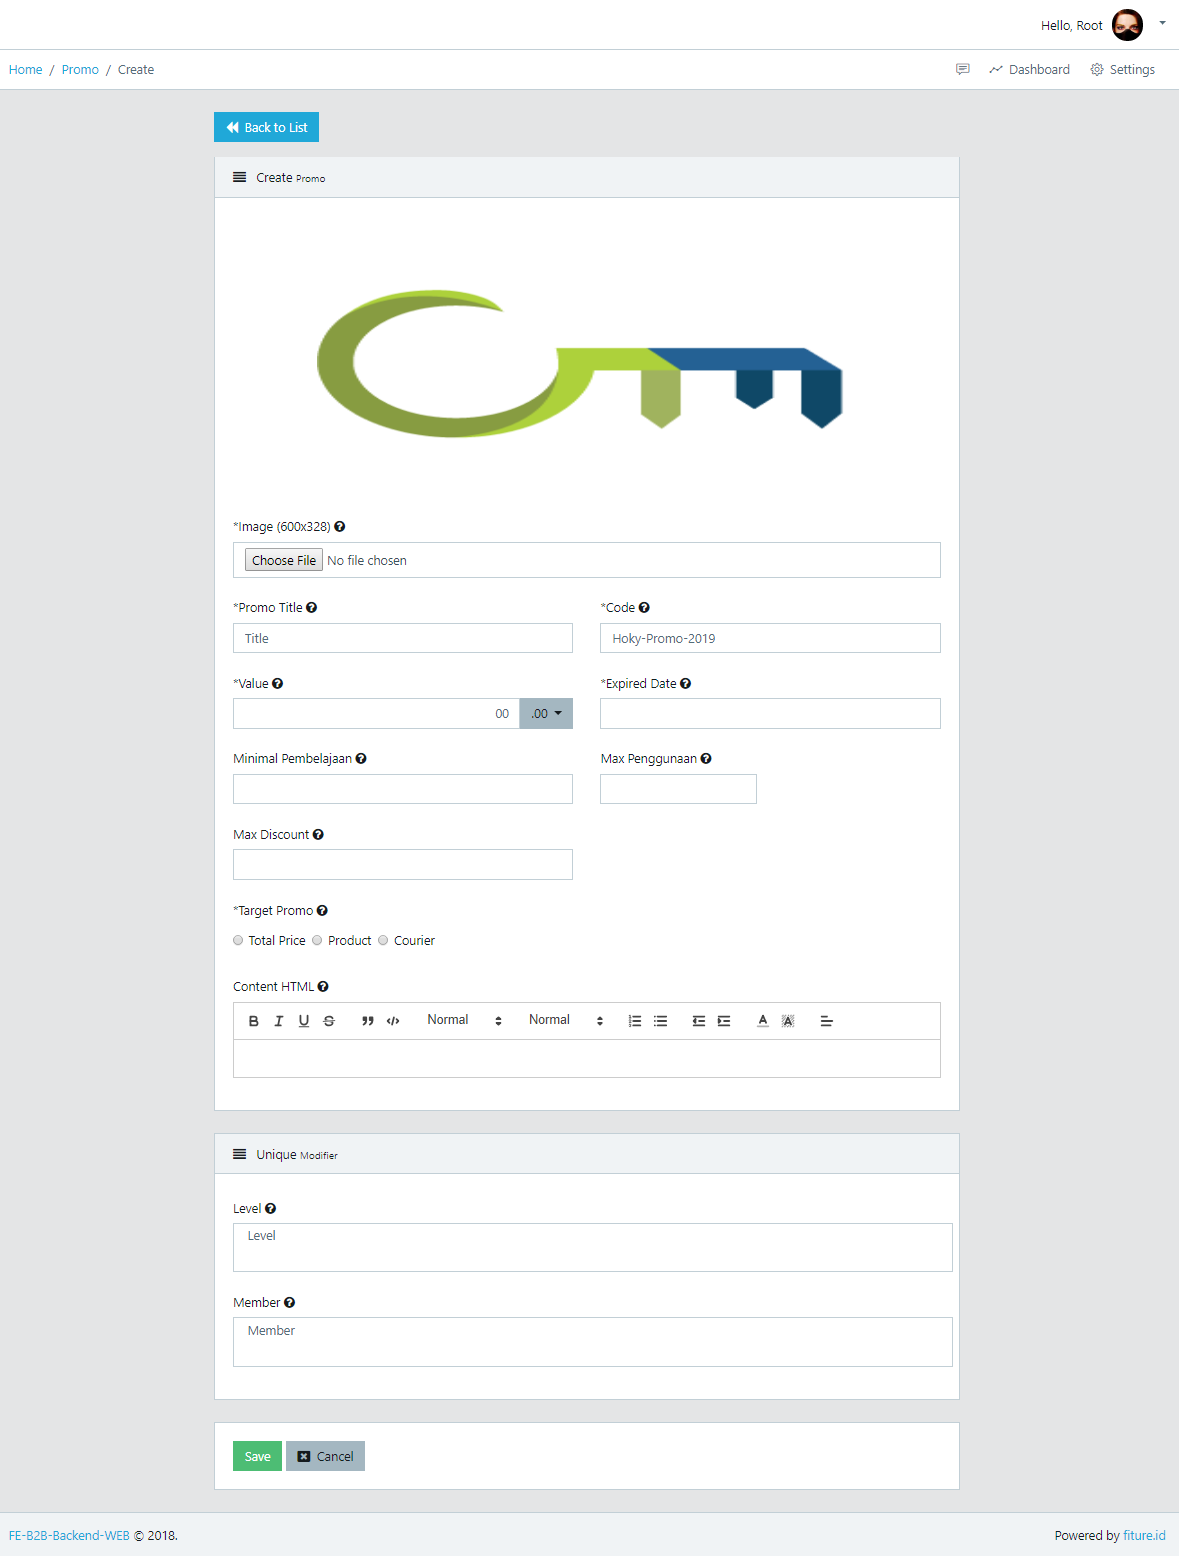 Hello, Root
Home / Promo / Create
Dashboard
Settings
Back to List
Create Promo
*Image (600x328)
Choose File No file chosen
*Promo Title
*Code
Title
Hoky-Promo-2019
*Value
*Expired Date
00 .00
Minimal Pembelajaan
Max Penggunaan
Max Discount
*Target Promo
Total Price Product Courier
Content HTML
B I U S Normal Normal A A
Unique Modifier
Level
Level
Member
Member
Save Cancel
FE-B2B-Backend-WEB © 2018.
Powered by fiture.id